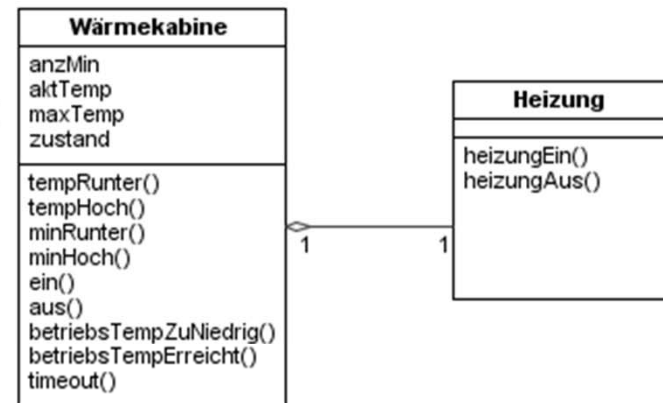 Wärmekabine
anzMin
aktTemp
maxTemp
zustand
tempRunter()
tempHoch()
minRunter()
minHoch()
ein()
aus()
betriebsTempZuNiedrig()
betriebsTempErreicht()
timeout()
1
1
Heizung
heizungEin()
heizungAus()